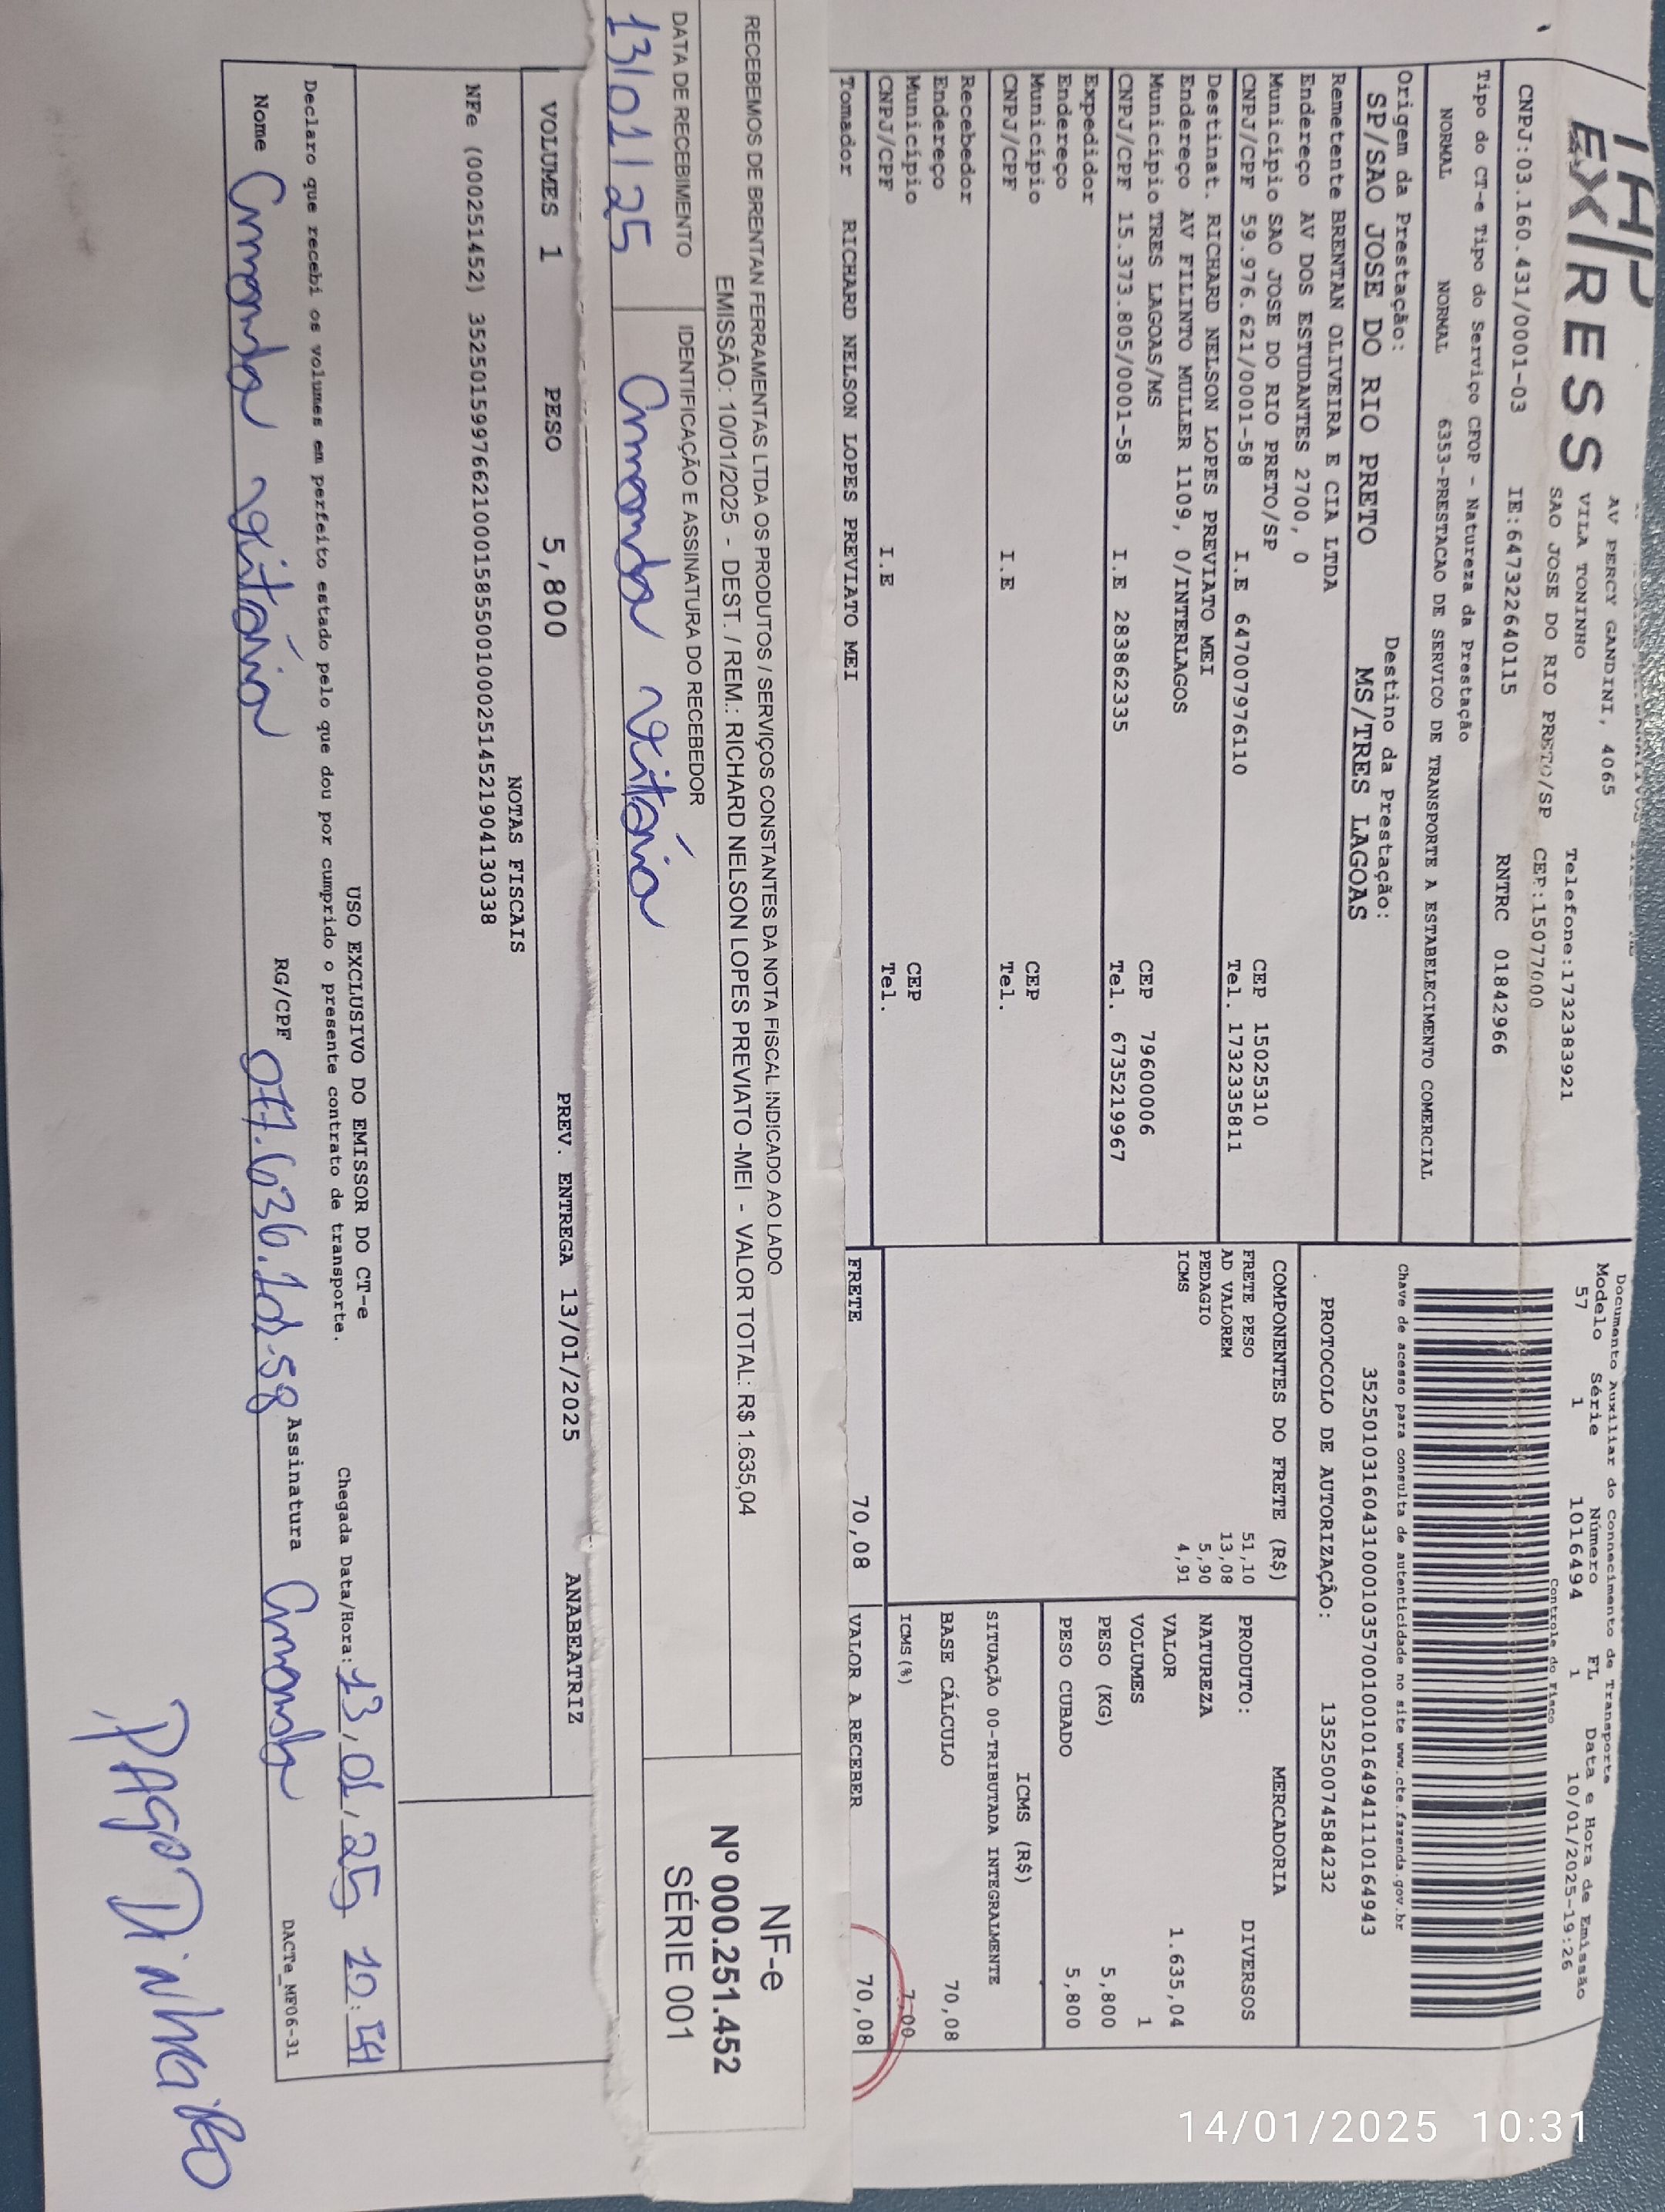 EXPRESS
AV PERCY GANDINI, 4065
VILA TONINHO Telefone:1732383921
SAO JOSE DO RIO PRETO/SP CEP:15077000
CNPJ:03.160.431/0001-03 IE:647322640115 RNTRC 01842966
Tipo do CT-e Tipo do Serviço CFOP - Natureza da Prestação
NORMAL NORMAL 6353-PRESTACAO DE SERVICO DE TRANSPORTE A ESTABELECIMENTO COMERCIAL
Origem da Prestação: Destino da Prestação:
SP/SAO JOSE DO RIO PRETO MS/TRES LAGOAS
Remetente BRENTAN OLIVEIRA E CIA LTDA
Endereço AV DOS ESTUDANTES 2700, 0
Município SAO JOSE DO RIO PRETO/SP CEP 15025310
CNPJ/CPF 59.976.621/0001-58 I.E 647007976110 Tel. 1732335811
Destinat. RICHARD NELSON LOPES PREVIATO MEI
Endereço AV FILINTO MULLER 1109, 0/INTERLAGOS
Município TRES LAGOAS/MS CEP 79600006
CNPJ/CPF 15.373.805/0001-58 I.E 283862335 Tel. 6735219967
Expedidor
Endereço
Município CEP
CNPJ/CPF I.E Tel.
Recebedor
Endereço
Município CEP
CNPJ/CPF I.E Tel.
Tomador RICHARD NELSON LOPES PREVIATO MEI
Documento Auxiliar do Conhecimento de Transporte
Modelo Série Número FL Data e Hora de Emissão
57 1 1016494 1 10/01/2025-19:26
Controle do Fisco
Chave de acesso para consulta de autenticidade no site www.cte.fazenda.gov.br
35250103160431000103570010010164941110164943
PROTOCOLO DE AUTORIZAÇÃO: 135250074584232
COMPONENTES DO FRETE (R$)
FRETE PESO 51,10
AD VALOREM 13,08
PEDAGIO 5,90
ICMS 4,91
MERCADORIA
PRODUTO: DIVERSOS
NATUREZA
VALOR 1.635,04
VOLUMES 1
PESO (KG) 5,800
PESO CUBADO 5,800
ICMS (R$)
SITUAÇÃO 00-TRIBUTADA INTEGRALMENTE
BASE CÁLCULO 70,08
ICMS(%) 7,00
FRETE 70,08 VALOR A RECEBER 70,08
RECEBEMOS DE BRENTAN FERRAMENTAS LTDA OS PRODUTOS / SERVIÇOS CONSTANTES DA NOTA FISCAL INDICADO AO LADO
EMISSÃO: 10/01/2025 - DEST. / REM.: RICHARD NELSON LOPES PREVIATO -MEI - VALOR TOTAL: R$ 1.635,04
DATA DE RECEBIMENTO IDENTIFICAÇÃO E ASSINATURA DO RECEBEDOR
13/01/25 Amanda Vitória
NF-e
Nº 000.251.452
SÉRIE 001
VOLUMES 1 PESO 5,800 PREV. ENTREGA 13/01/2025 ANABEATRIZ
NOTAS FISCAIS
NFe (000251452) 35250159976621000158550010002514521904130338
USO EXCLUSIVO DO EMISSOR DO CT-e
Declaro que recebi os volumes em perfeito estado pelo que dou por cumprido o presente contrato de transporte. Chegada Data/Hora: 13/01/25
Nome Amanda Vitória RG/CPF Assinatura Amanda
DACTe_MF06-31
PAGO DINHEIRO
14/01/2025 10:31